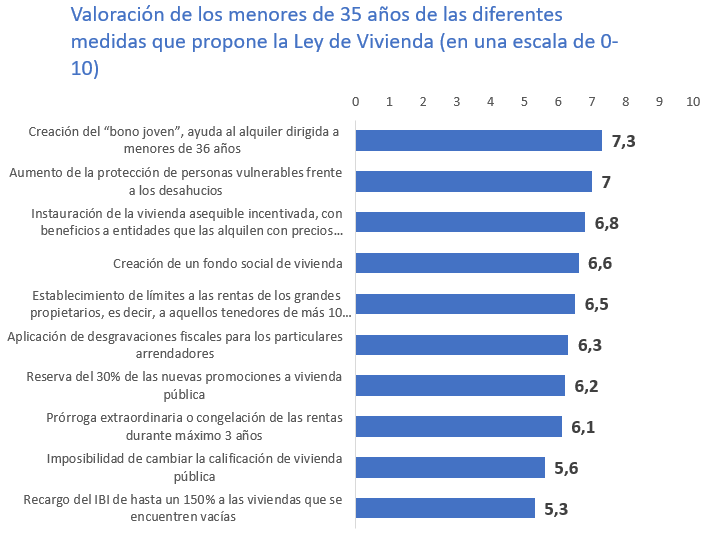 Valoración de los menores de 35 años de las diferentes
medidas que propone la Ley de Vivienda (en una escala de 0-
10)
0 1 2 3 4 5 6 7 8 9 10
Creación del “bono joven”, ayuda al alquiler dirigida a
menores de 36 años
7,3
Aumento de la protección de personas vulnerables frente
a los desahucios
7
Instauración de la vivienda asequible incentivada, con
beneficios a entidades que las alquilen con precios…
6,8
Creación de un fondo social de vivienda
6,6
Establecimiento de límites a las rentas de los grandes
propietarios, es decir, a aquellos tenedores de más 10…
6,5
Aplicación de desgravaciones fiscales para los particulares
arrendadores
6,3
Reserva del 30% de las nuevas promociones a vivienda
pública
6,2
Prórroga extraordinaria o congelación de las rentas
durante máximo 3 años
6,1
Imposibilidad de cambiar la calificación de vivienda
pública
5,6
Recargo del IBI de hasta un 150% a las viviendas que se
encuentren vacías
5,3